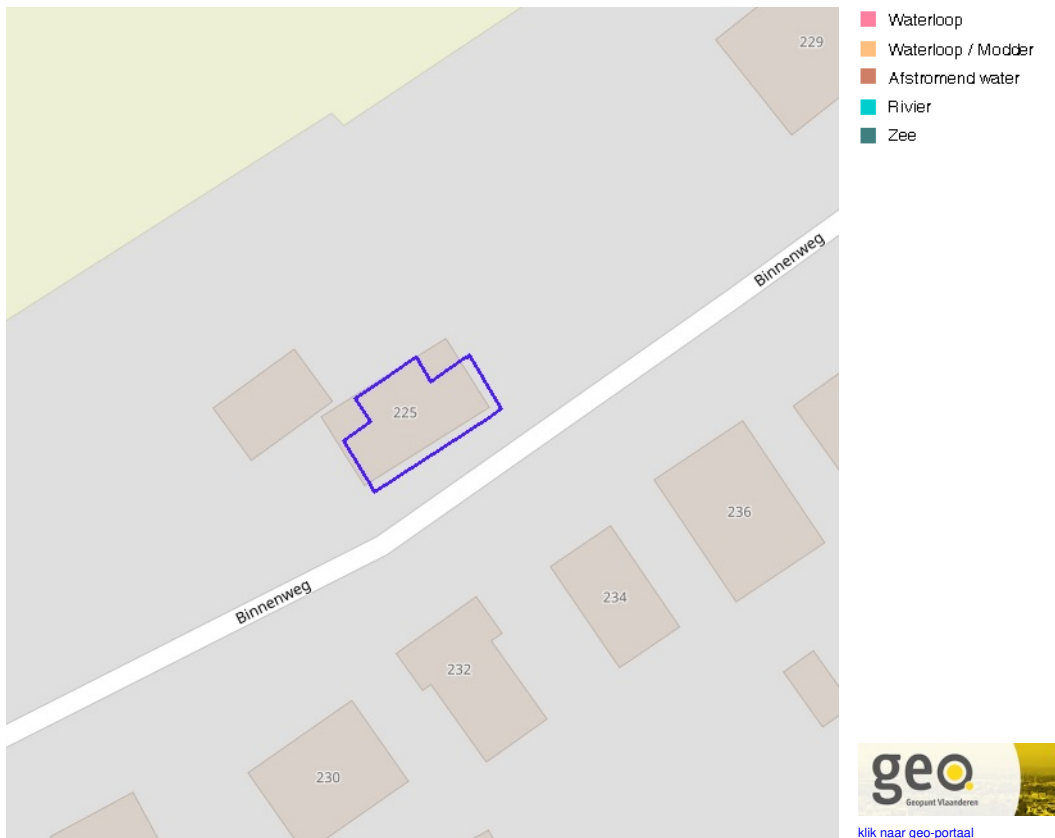 229
Binnenweg
225
236
234
Binnenweg
232
230
Waterloop
Waterloop / Modder
Afstromend water
Rivier
Zee
geo
Geopunt Vlaanderen
klik naar geo-portaal